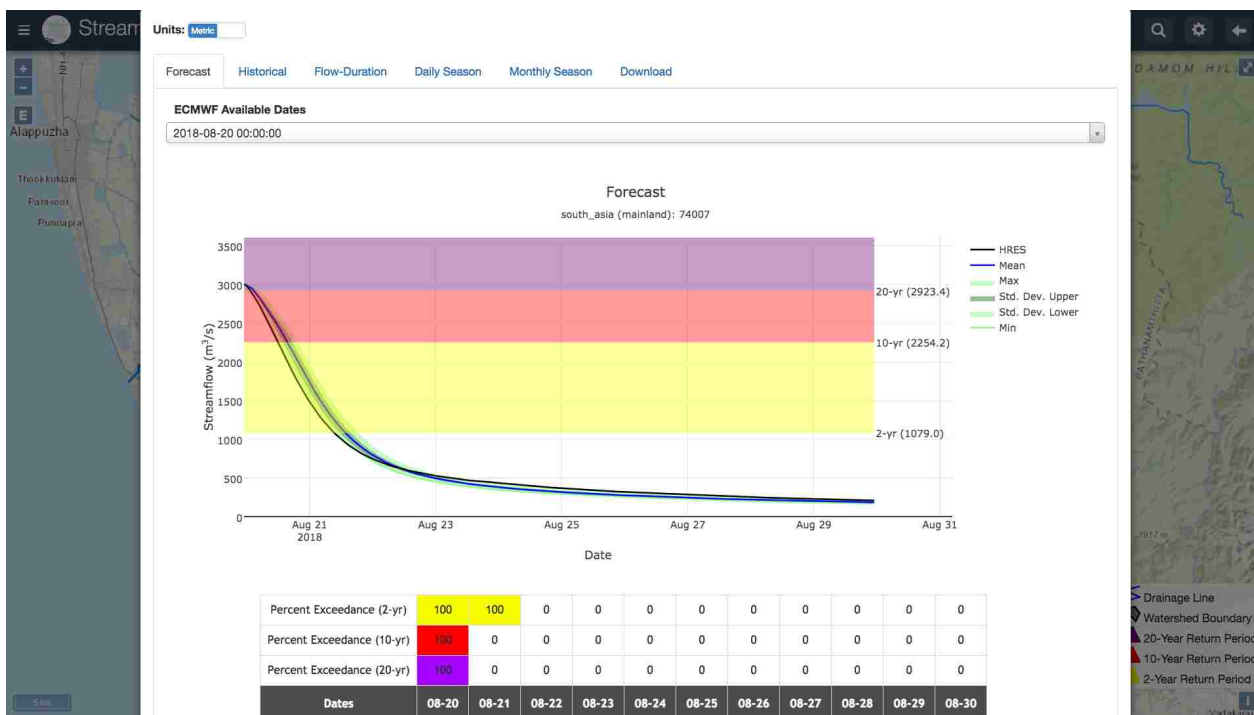 Stream
Units: Metric
Forecast Historical Flow-Duration Daily Season Monthly Season Download
ECMWF Available Dates
2018-08-20 00:00:00
E
Alappuzha
Paravoor
Punnapra
DAMOM HIL
PATHANAMTHITTA
Forecast
south_asia (mainland): 74007
Streamflow (m³/s)
3500
3000
2500
2000
1500
1000
500
0
20-yr (2923.4)
10-yr (2254.2)
2-yr (1079.0)
HRES
Mean
Max
Std. Dev. Upper
Std. Dev. Lower
Min
Aug 21 Aug 23 Aug 25 Aug 27 Aug 29 Aug 31
2018
Date
Percent Exceedance (2-yr) 100 100 0 0 0 0 0 0 0 0 0
Percent Exceedance (10-yr) 100 0 0 0 0 0 0 0 0 0 0
Percent Exceedance (20-yr) 100 0 0 0 0 0 0 0 0 0 0
Dates 08-20 08-21 08-22 08-23 08-24 08-25 08-26 08-27 08-28 08-29 08-30
1917 m
Drainage Line
Watershed Boundary
20-Year Return Period
10-Year Return Period
2-Year Return Period
5 km